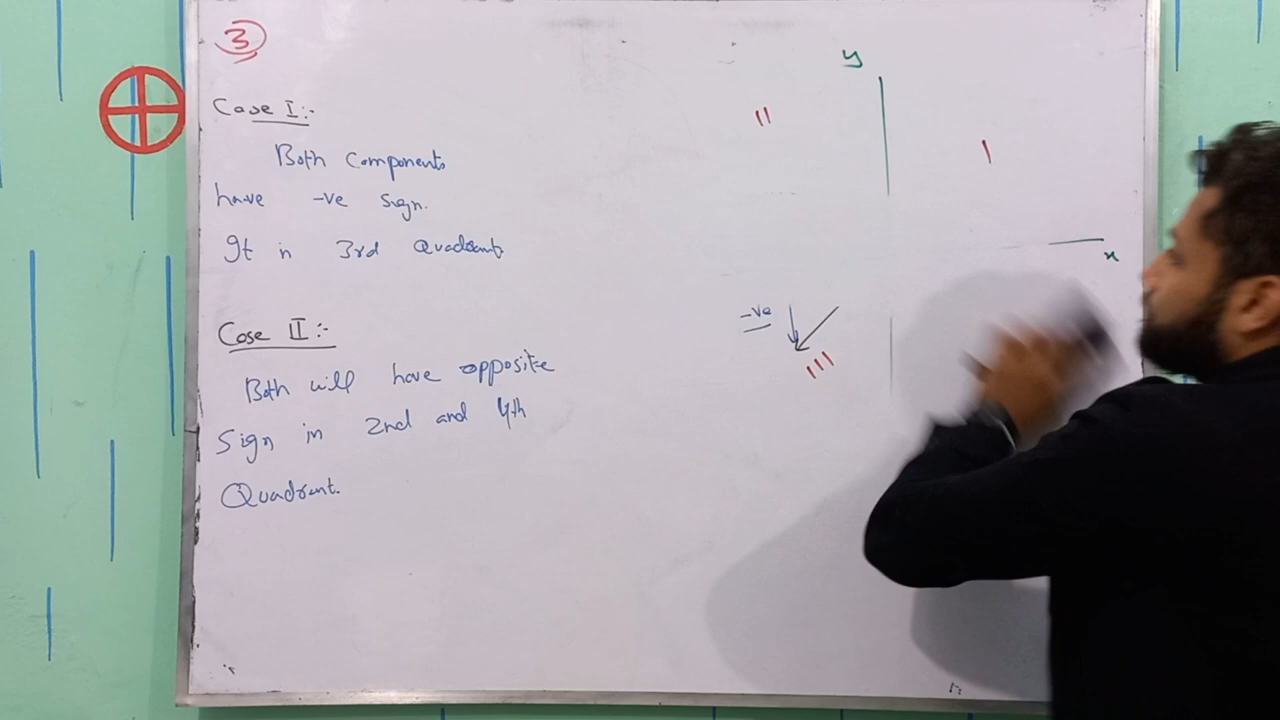 3
Case I:-
Both Components
have -ve sign.
It in 3rd Quadrant
Case II:-
Both will have opposite
Sign in 2nd and 4th
Quadrant.
y
II
I
x
-ve
III